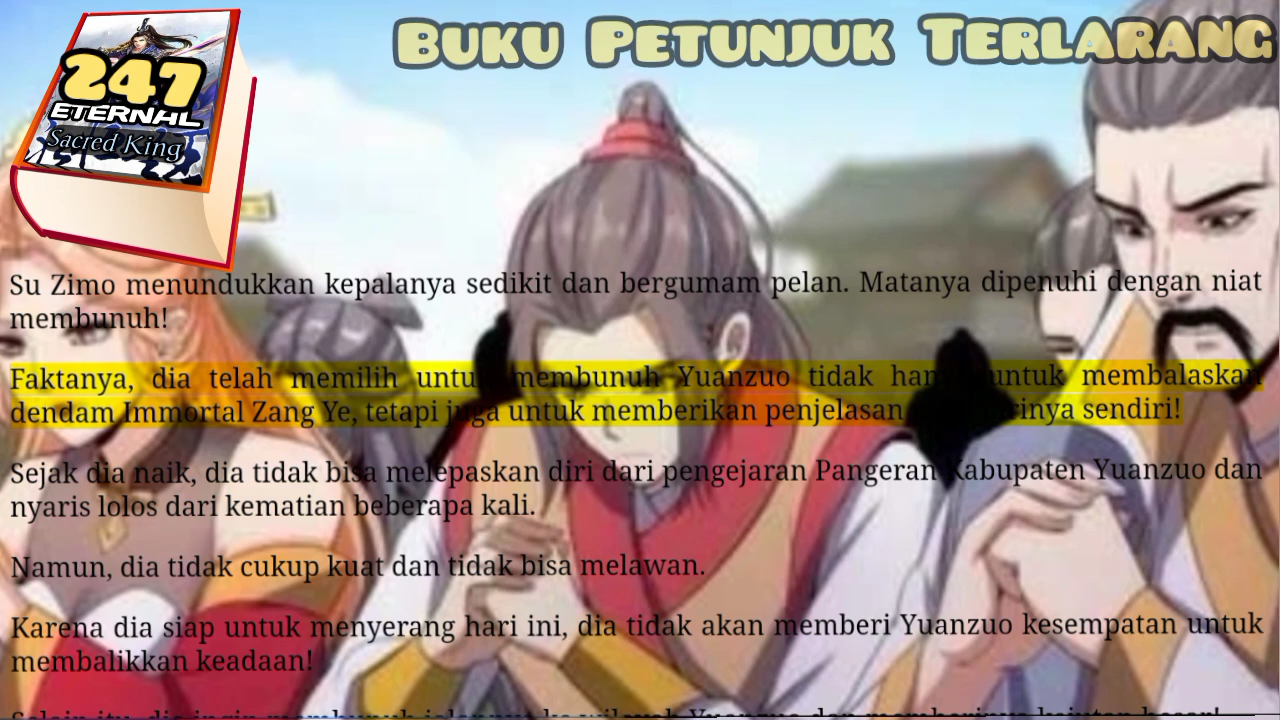 BUKU PETUNJUK TERLARANG
247
ETERNAL
Sacred King
Su Zimo menundukkan kepalanya sedikit dan bergumam pelan. Matanya dipenuhi dengan niat
membunuh!
Faktanya, dia telah memilih untuk membunuh Yuanzuo tidak hanya untuk membalaskan
dendam Immortal Zang Ye, tetapi juga untuk memberikan penjelasan dirinya sendiri!
Sejak dia naik, dia tidak bisa melepaskan diri dari pengejaran Pangeran Kabupaten Yuanzuo dan
nyaris lolos dari kematian beberapa kali.
Namun, dia tidak cukup kuat dan tidak bisa melawan.
Karena dia siap untuk menyerang hari ini, dia tidak akan memberi Yuanzuo kesempatan untuk
membalikkan keadaan!